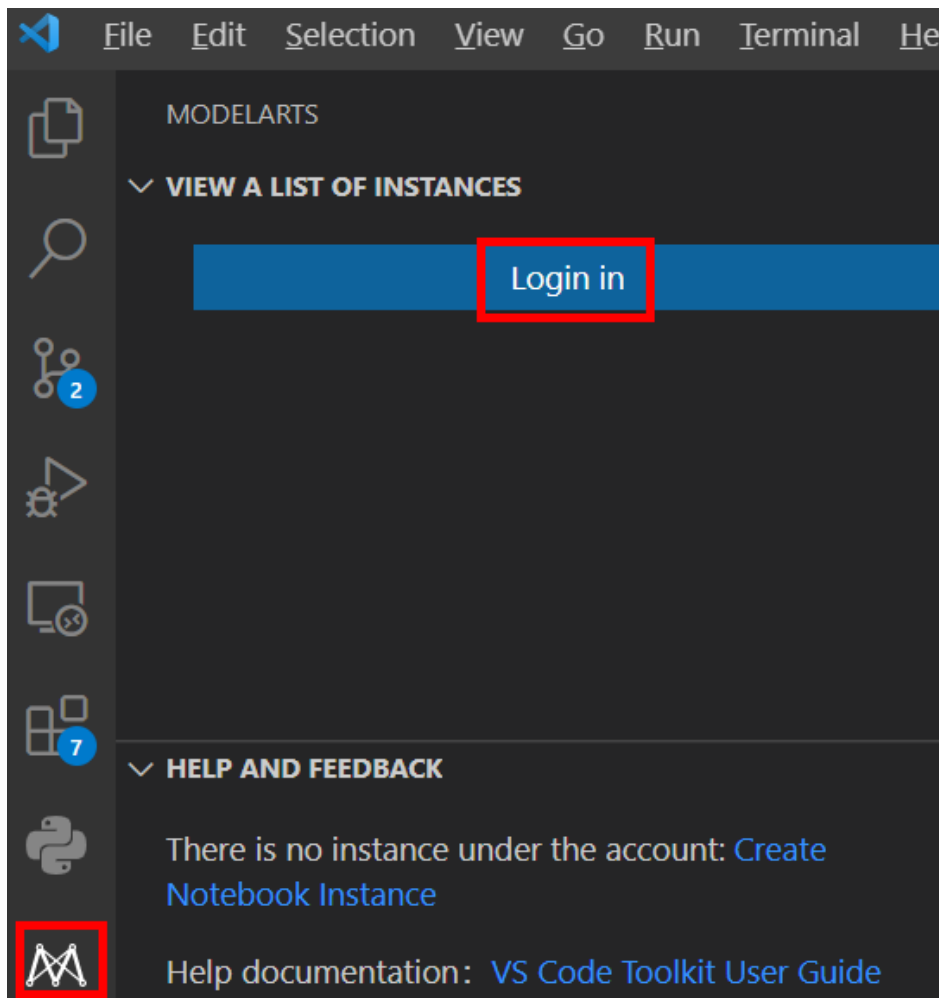 File Edit Selection View Go Run Terminal He
MODELARTS
VIEW A LIST OF INSTANCES
Login in
2
7
HELP AND FEEDBACK
There is no instance under the account: Create
Notebook Instance
Help documentation： VS Code Toolkit User Guide